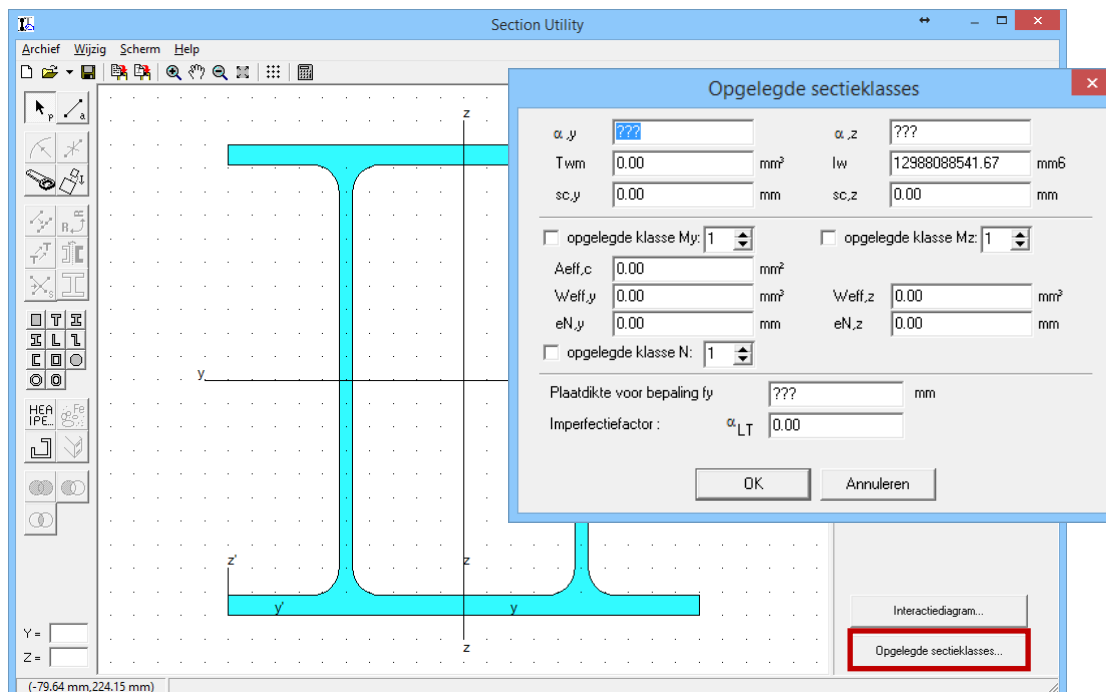 Section Utility
Archief Wijzig Scherm Help
Opgelegde sectieklasses
α ,y ??? α ,z ???
Twm 0.00 mm³ Iw 12988088541.67 mm6
sc,y 0.00 mm sc,z 0.00 mm
opgelegde klasse My: 1 opgelegde klasse Mz: 1
Aeff,c 0.00 mm²
Weff,y 0.00 mm³ Weff,z 0.00 mm³
eN,y 0.00 mm eN,z 0.00 mm
opgelegde klasse N: 1
Plaatdikte voor bepaling fy ??? mm
Imperfectiefactor : αLT 0.00
OK Annuleren
p a
R
T
s
HEA
IPE...
Fe
z
y
z' z
y' y
z
Interactiediagram...
Opgelegde sectieklasses...
Y =
Z =
(-79.64 mm,224.15 mm)